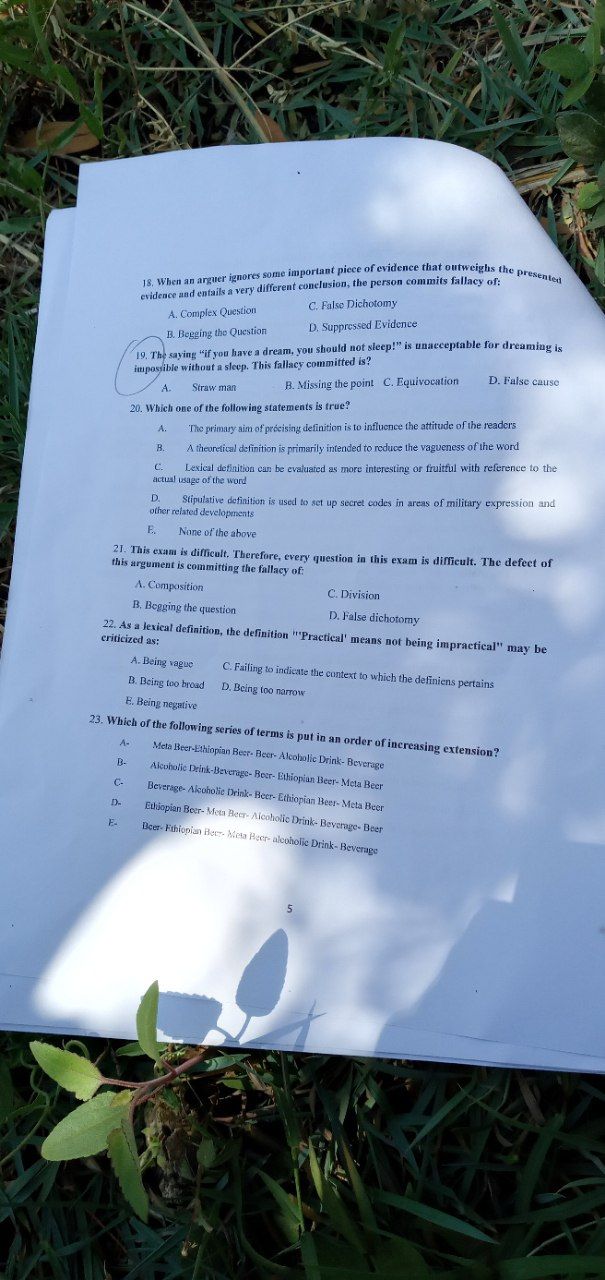 18. When an arguer ignores some important piece of evidence that outweighs the presented
evidence and entails a very different conclusion, the person commits fallacy of:
A. Complex Question C. False Dichotomy
B. Begging the Question D. Suppressed Evidence
19. The saying “if you have a dream, you should not sleep!” is unacceptable for dreaming is
impossible without a sleep. This fallacy committed is?
A. Straw man B. Missing the point C. Equivocation D. False cause
20. Which one of the following statements is true?
A. The primary aim of précising definition is to influence the attitude of the readers
B. A theoretical definition is primarily intended to reduce the vagueness of the word
C. Lexical definition can be evaluated as more interesting or fruitful with reference to the
actual usage of the word
D. Stipulative definition is used to set up secret codes in areas of military expression and
other related developments
E. None of the above
21. This exam is difficult. Therefore, every question in this exam is difficult. The defect of
this argument is committing the fallacy of:
A. Composition C. Division
B. Begging the question D. False dichotomy
22. As a lexical definition, the definition "'Practical' means not being impractical" may be
criticized as:
A. Being vague C. Failing to indicate the context to which the definiens pertains
B. Being too broad D. Being too narrow
E. Being negative
23. Which of the following series of terms is put in an order of increasing extension?
A- Meta Beer-Ethiopian Beer- Beer- Alcoholic Drink- Beverage
B- Alcoholic Drink-Beverage- Beer- Ethiopian Beer- Meta Beer
C- Beverage- Alcoholic Drink- Beer- Ethiopian Beer- Meta Beer
D- Ethiopian Beer- Meta Beer- Alcoholic Drink- Beverage- Beer
E- Beer- Ethiopian Beer- Meta Beer- alcoholic Drink- Beverage
5